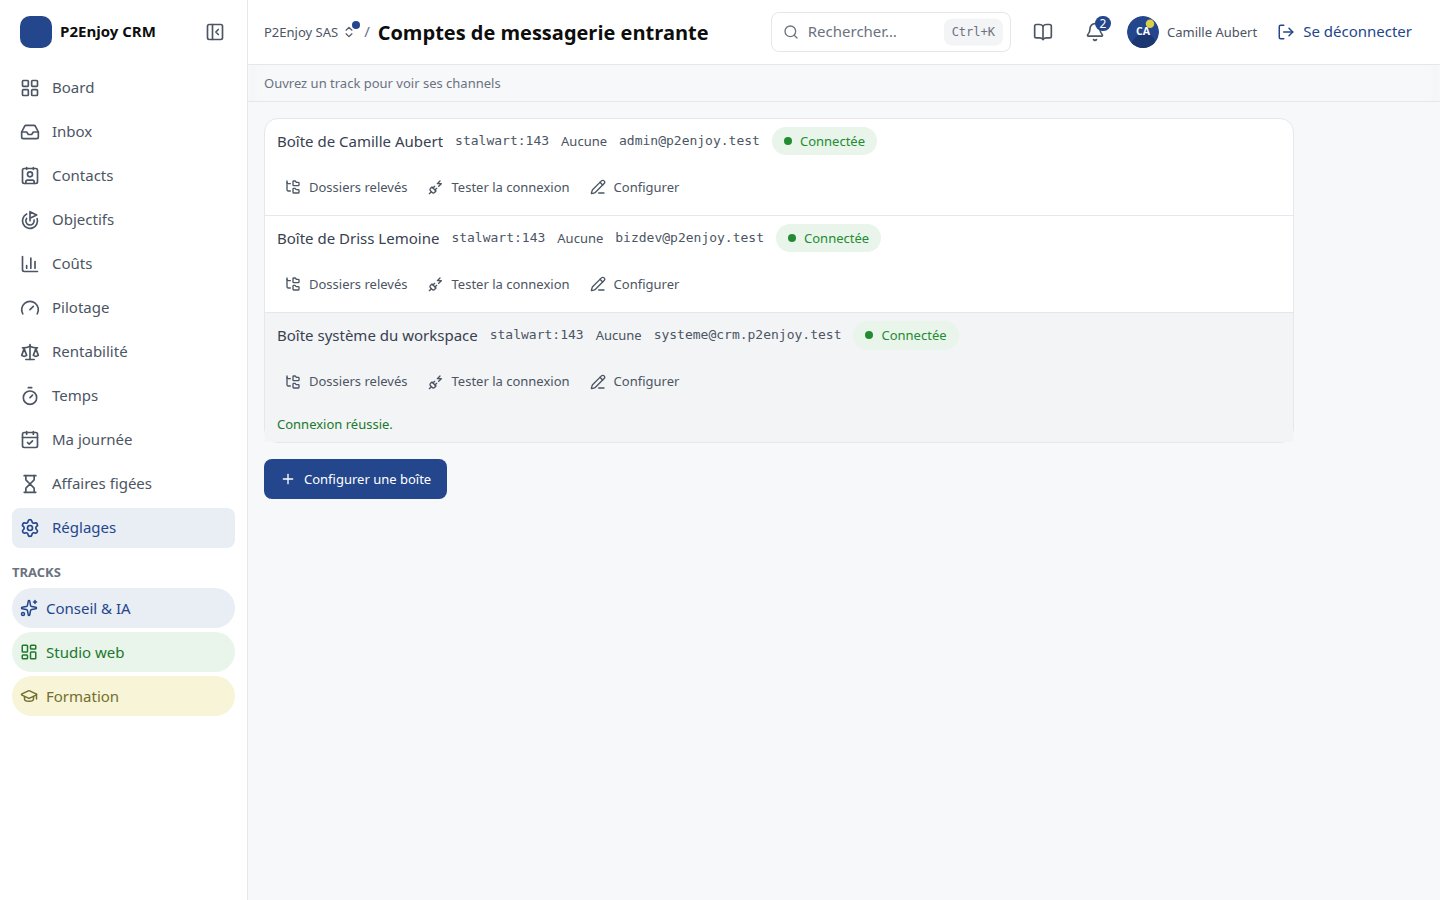 P2Enjoy CRM
Board
Inbox
Contacts
Objectifs
Coûts
Pilotage
Rentabilité
Temps
Ma journée
Affaires figées
Réglages
TRACKS
Conseil & IA
Studio web
Formation
P2Enjoy SAS / Comptes de messagerie entrante
Rechercher... Ctrl+K
2
CA Camille Aubert
Se déconnecter
Ouvrez un track pour voir ses channels
Boîte de Camille Aubert stalwart:143 Aucune admin@p2enjoy.test Connectée
Dossiers relevés Tester la connexion Configurer
Boîte de Driss Lemoine stalwart:143 Aucune bizdev@p2enjoy.test Connectée
Dossiers relevés Tester la connexion Configurer
Boîte système du workspace stalwart:143 Aucune systeme@crm.p2enjoy.test Connectée
Dossiers relevés Tester la connexion Configurer
Connexion réussie.
Configurer une boîte